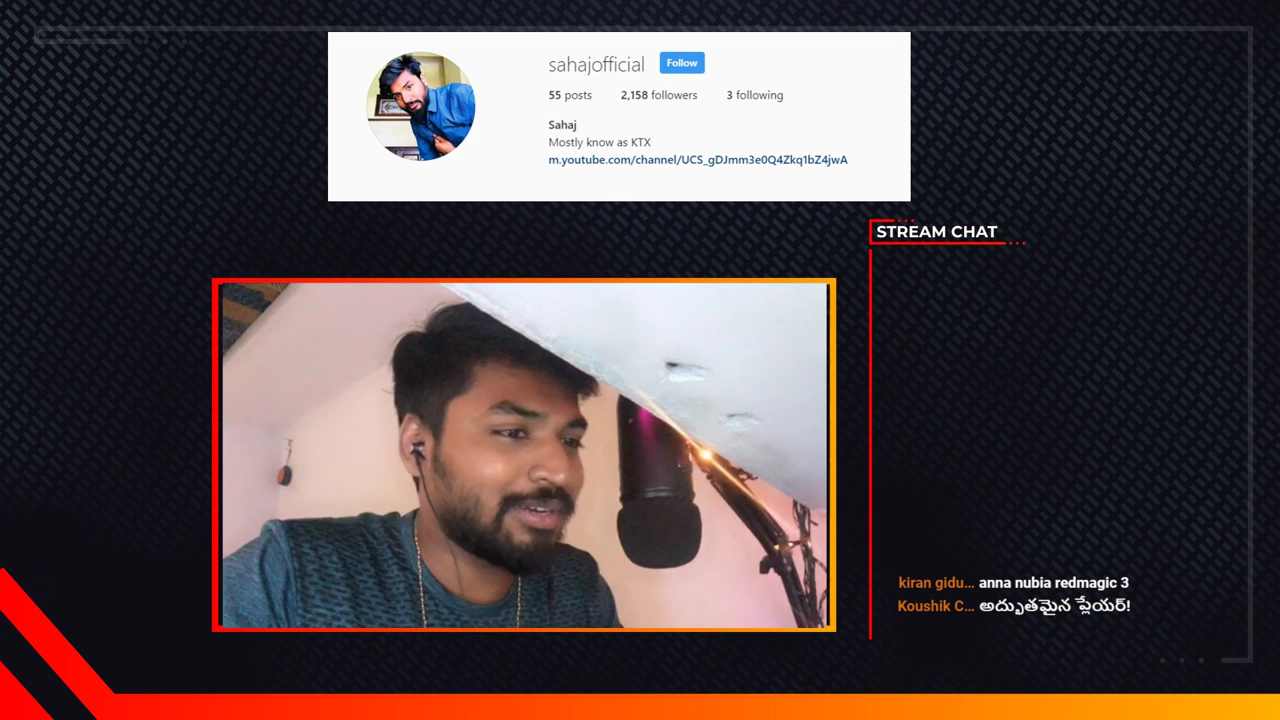 sahajofficial Follow
55 posts 2,158 followers 3 following
Sahaj
Mostly know as KTX
m.youtube.com/channel/UCS_gDJmm3e0Q4Zkq1bZ4jwA
STREAM CHAT
kiran gidu... anna nubia redmagic 3
Koushik C... అద్భుతమైన ప్లేయర్!